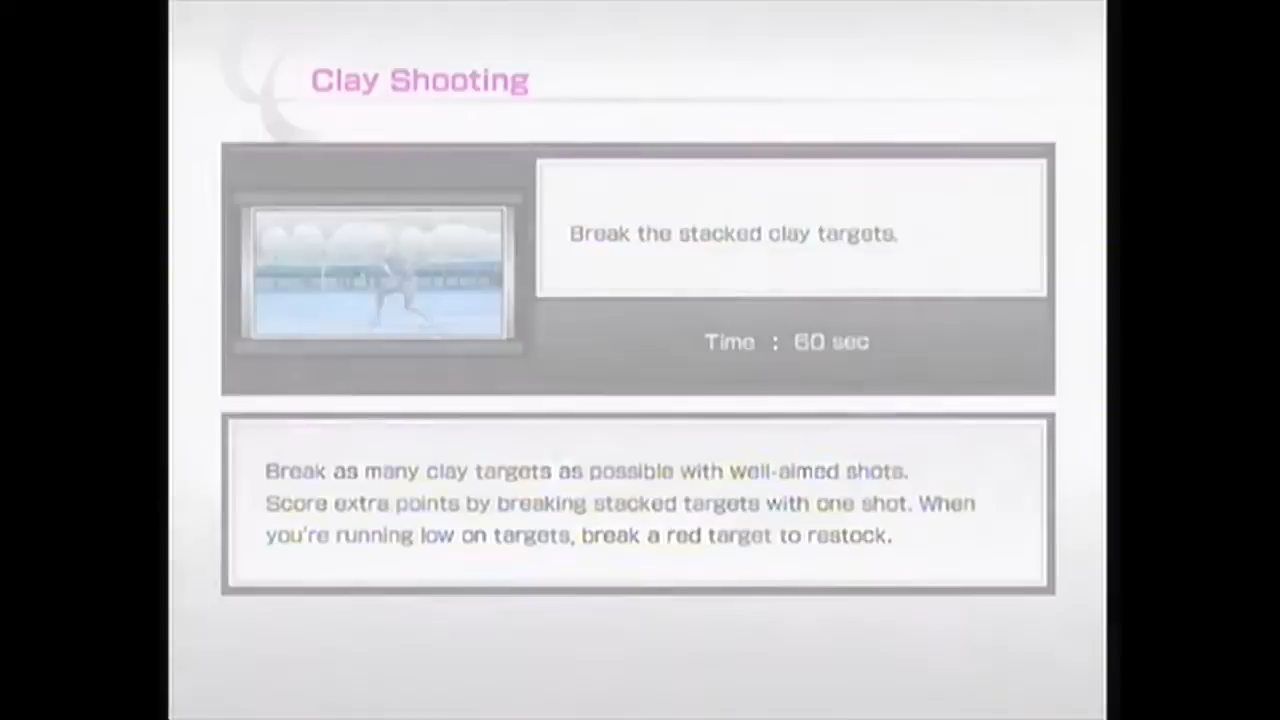 Clay Shooting
Break the stacked clay targets.
Time : 60 sec
Break as many clay targets as possible with well-aimed shots.
Score extra points by breaking stacked targets with one shot. When
you're running low on targets, break a red target to restock.